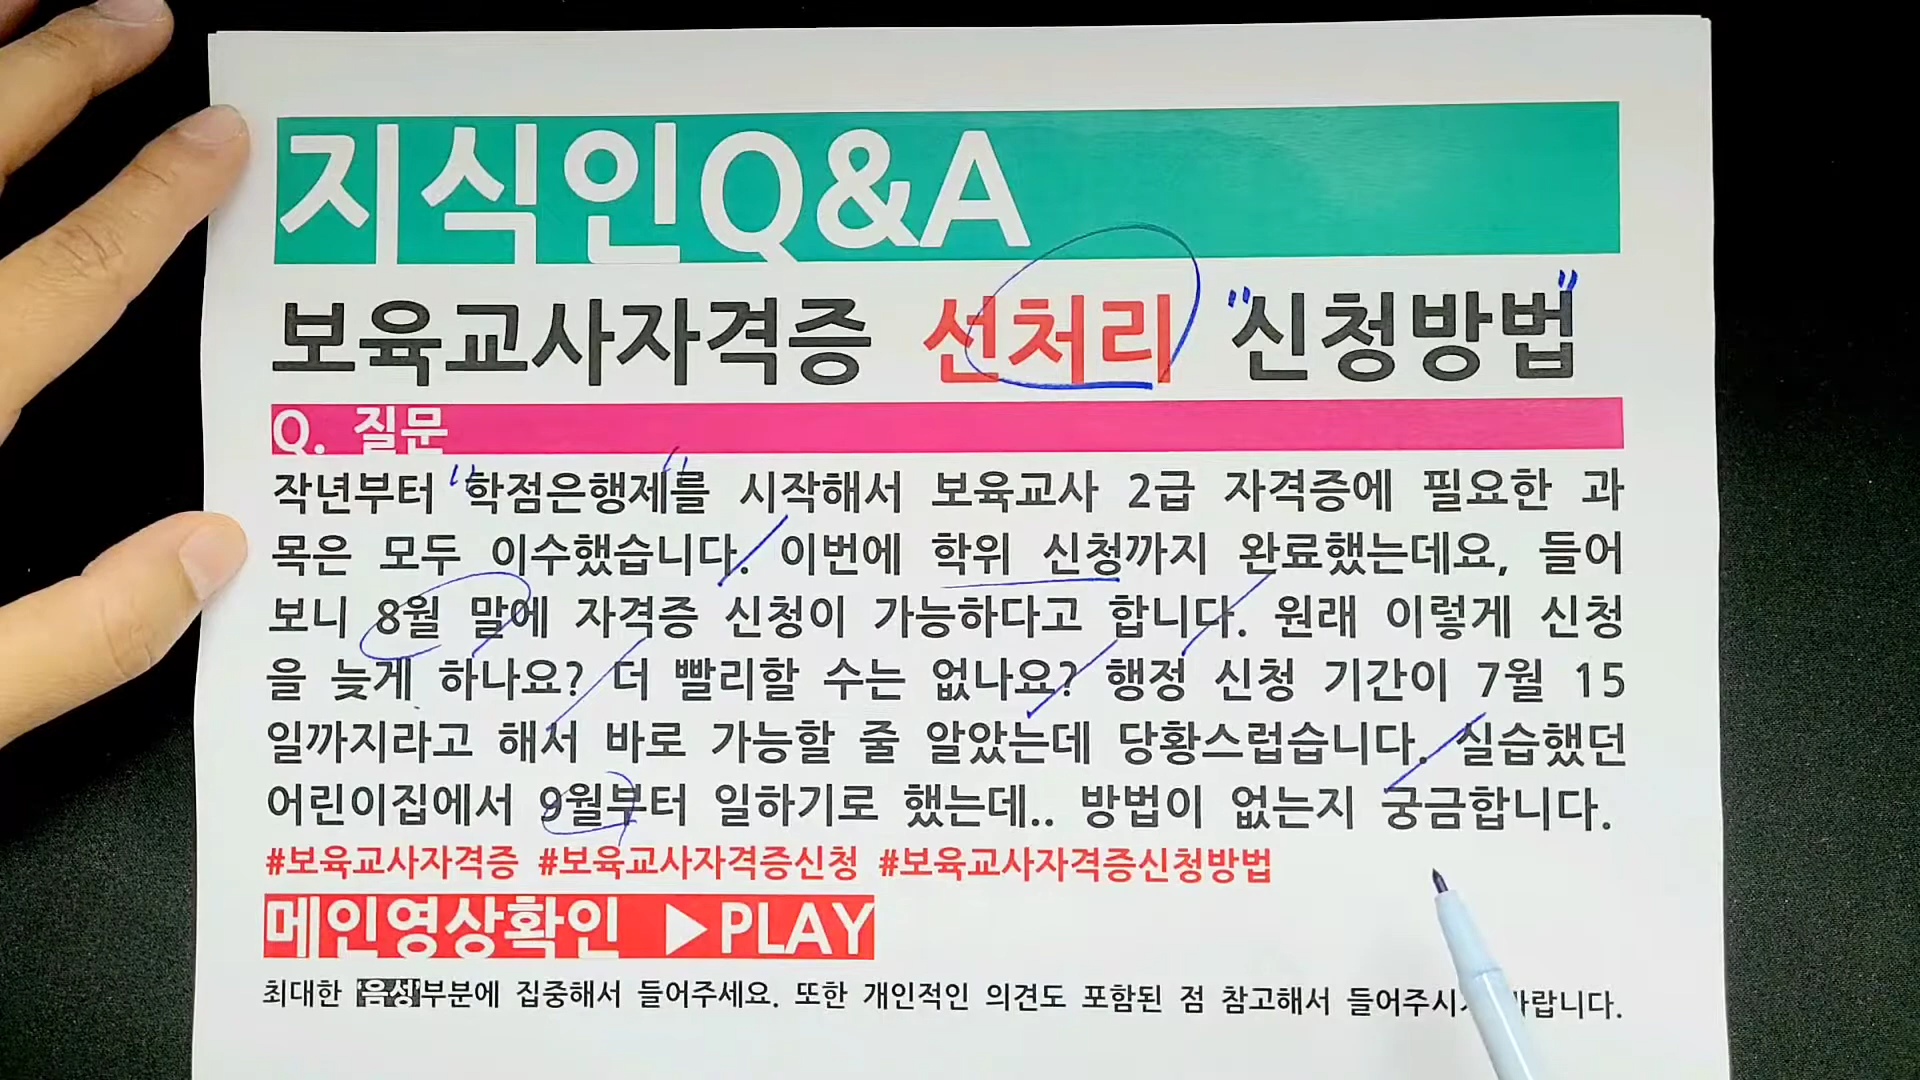 지식인Q&A
보육교사자격증 선처리 "신청방법"
Q. 질문
작년부터 "학점은행제"를 시작해서 보육교사 2급 자격증에 필요한 과
목은 모두 이수했습니다. 이번에 학위 신청까지 완료했는데요, 들어
보니 8월 말에 자격증 신청이 가능하다고 합니다. 원래 이렇게 신청
을 늦게 하나요? 더 빨리할 수는 없나요? 행정 신청 기간이 7월 15
일까지라고 해서 바로 가능할 줄 알았는데 당황스럽습니다. 실습했던
어린이집에서 9월부터 일하기로 했는데.. 방법이 없는지 궁금합니다.
#보육교사자격증 #보육교사자격증신청 #보육교사자격증신청방법
메인영상확인 ▶PLAY
최대한 음성부분에 집중해서 들어주세요. 또한 개인적인 의견도 포함된 점 참고해서